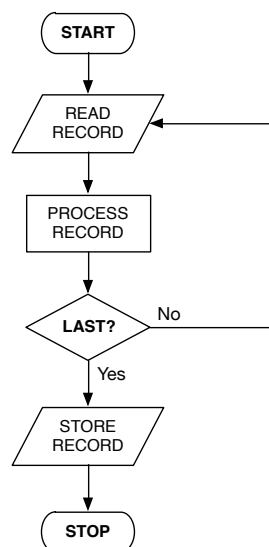 START
READ
RECORD
PROCESS
RECORD
LAST?
No
Yes
STORE
RECORD
STOP